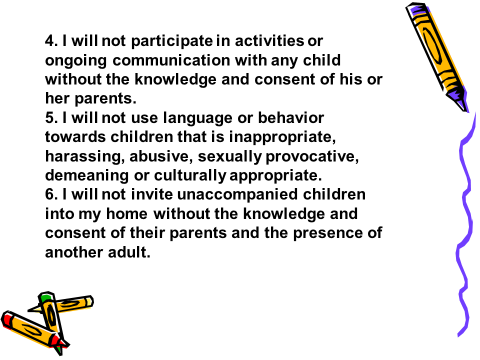 4. I will not participate in activities or
ongoing communication with any child
without the knowledge and consent of his or
her parents.
5. I will not use language or behavior
towards children that is inappropriate,
harassing, abusive, sexually provocative,
demeaning or culturally appropriate.
6. I will not invite unaccompanied children
into my home without the knowledge and
consent of their parents and the presence of
another adult.